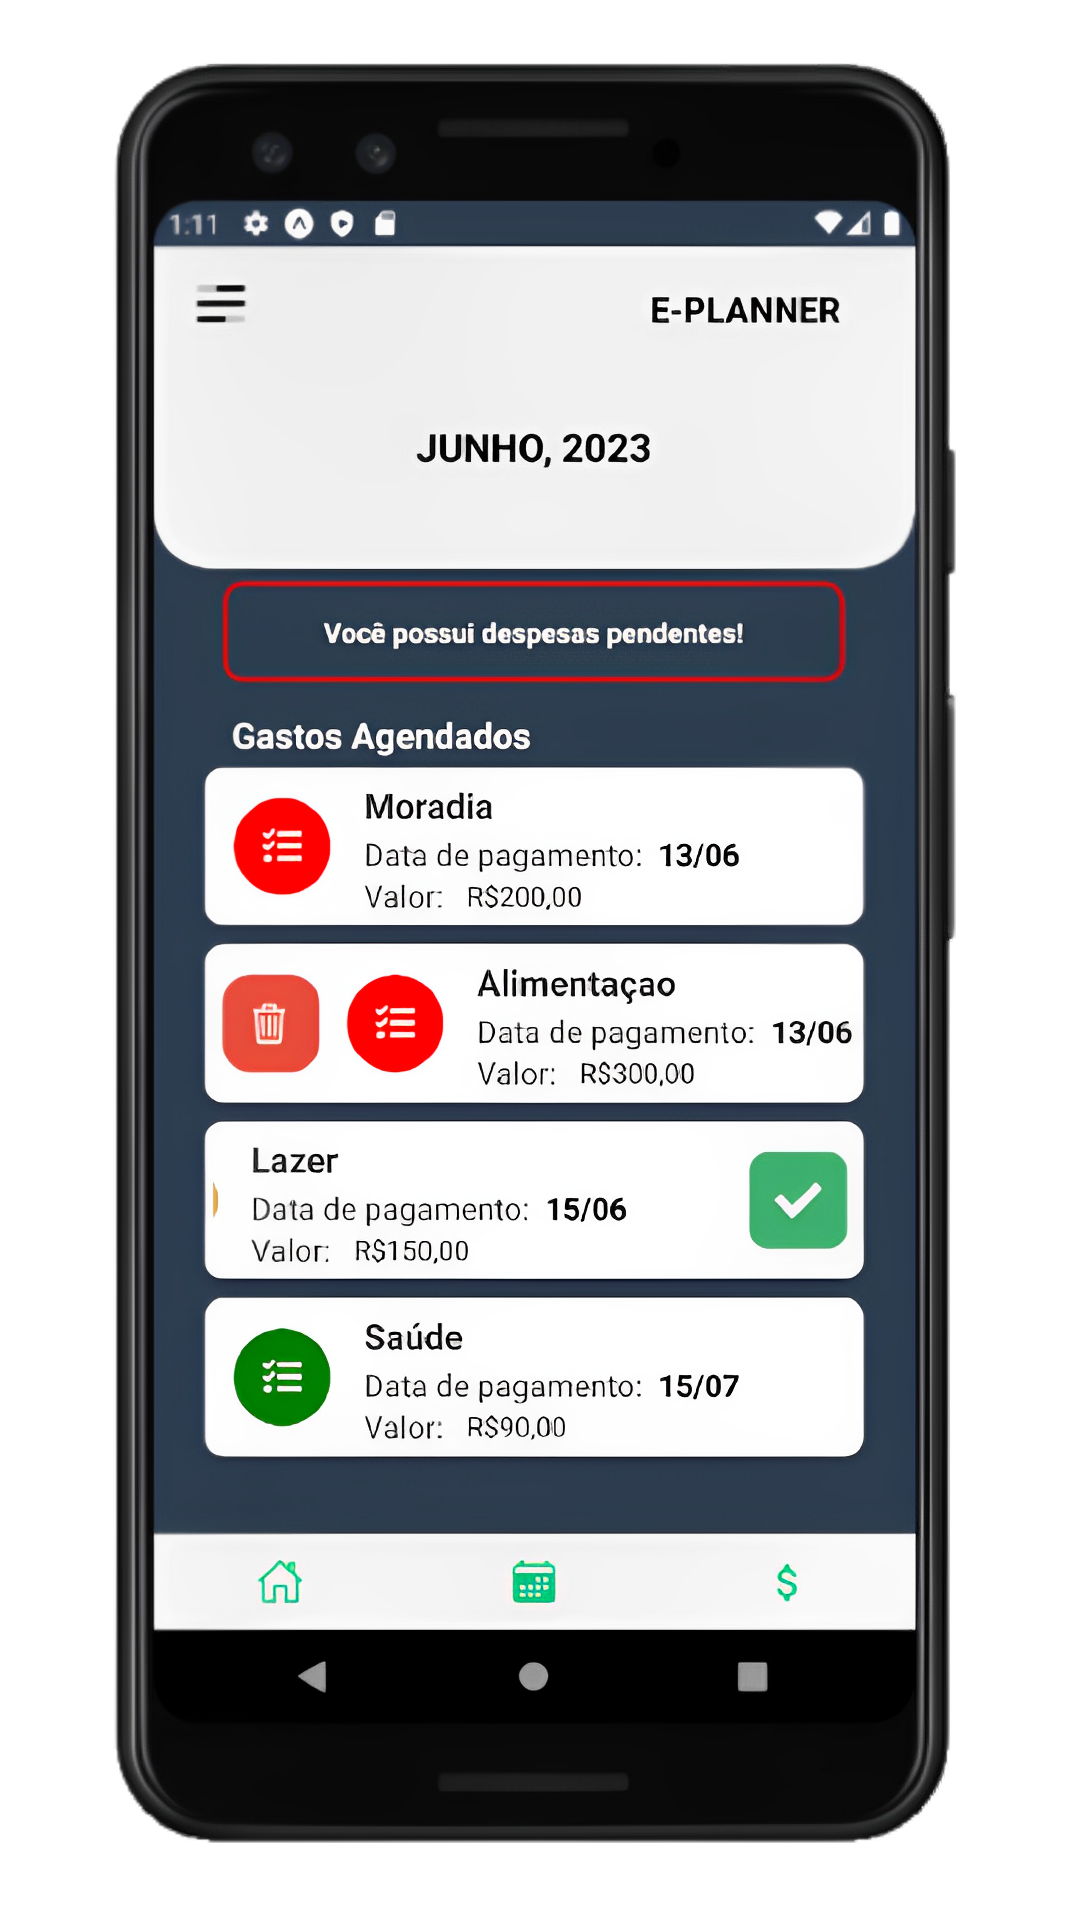 1:11
E-PLANNER
JUNHO, 2023
Você possui despesas pendentes!
Gastos Agendados
Moradia
Data de pagamento: 13/06
Valor: R$200,00
Alimentaçao
Data de pagamento: 13/06
Valor: R$300,00
Lazer
Data de pagamento: 15/06
Valor: R$150,00
Saúde
Data de pagamento: 15/07
Valor: R$90,00
$